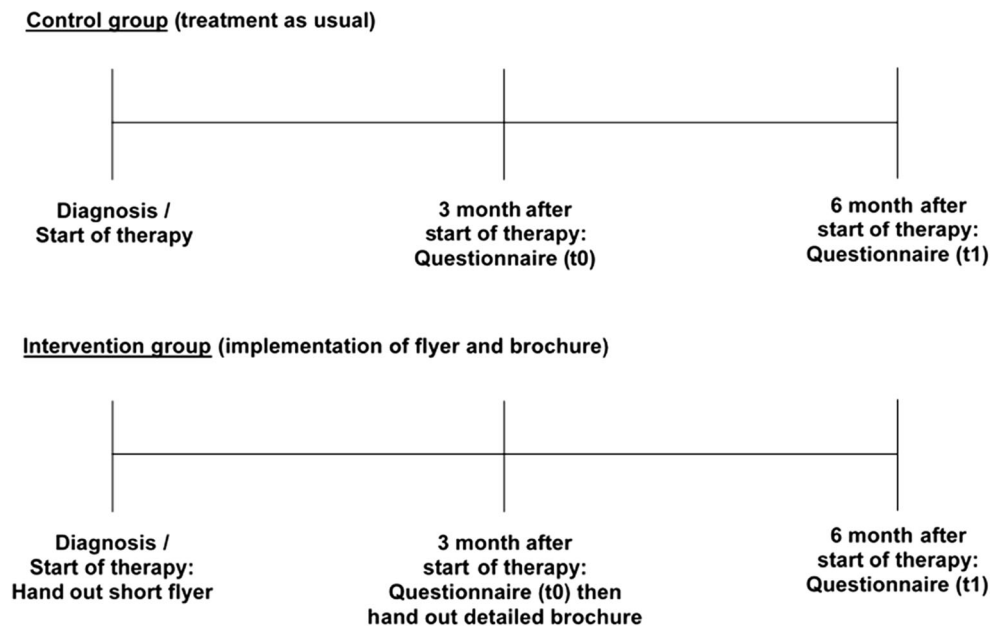 Control group (treatment as usual)
Diagnosis /
Start of therapy
3 month after
start of therapy:
Questionnaire (t0)
6 month after
start of therapy:
Questionnaire (t1)
Intervention group (implementation of flyer and brochure)
Diagnosis /
Start of therapy:
Hand out short flyer
3 month after
start of therapy:
Questionnaire (t0) then
hand out detailed brochure
6 month after
start of therapy:
Questionnaire (t1)